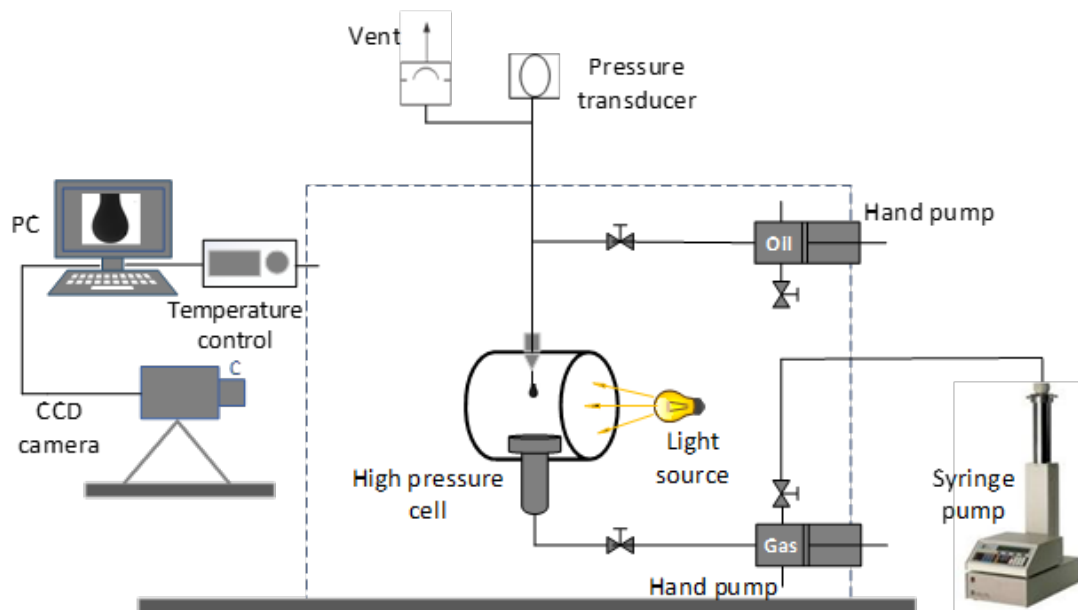 Vent
Pressure
transducer
PC
Hand pump
Oil
Temperature
control
C
CCD
camera
Light
source
High pressure
cell
Syringe
pump
Gas
Hand pump